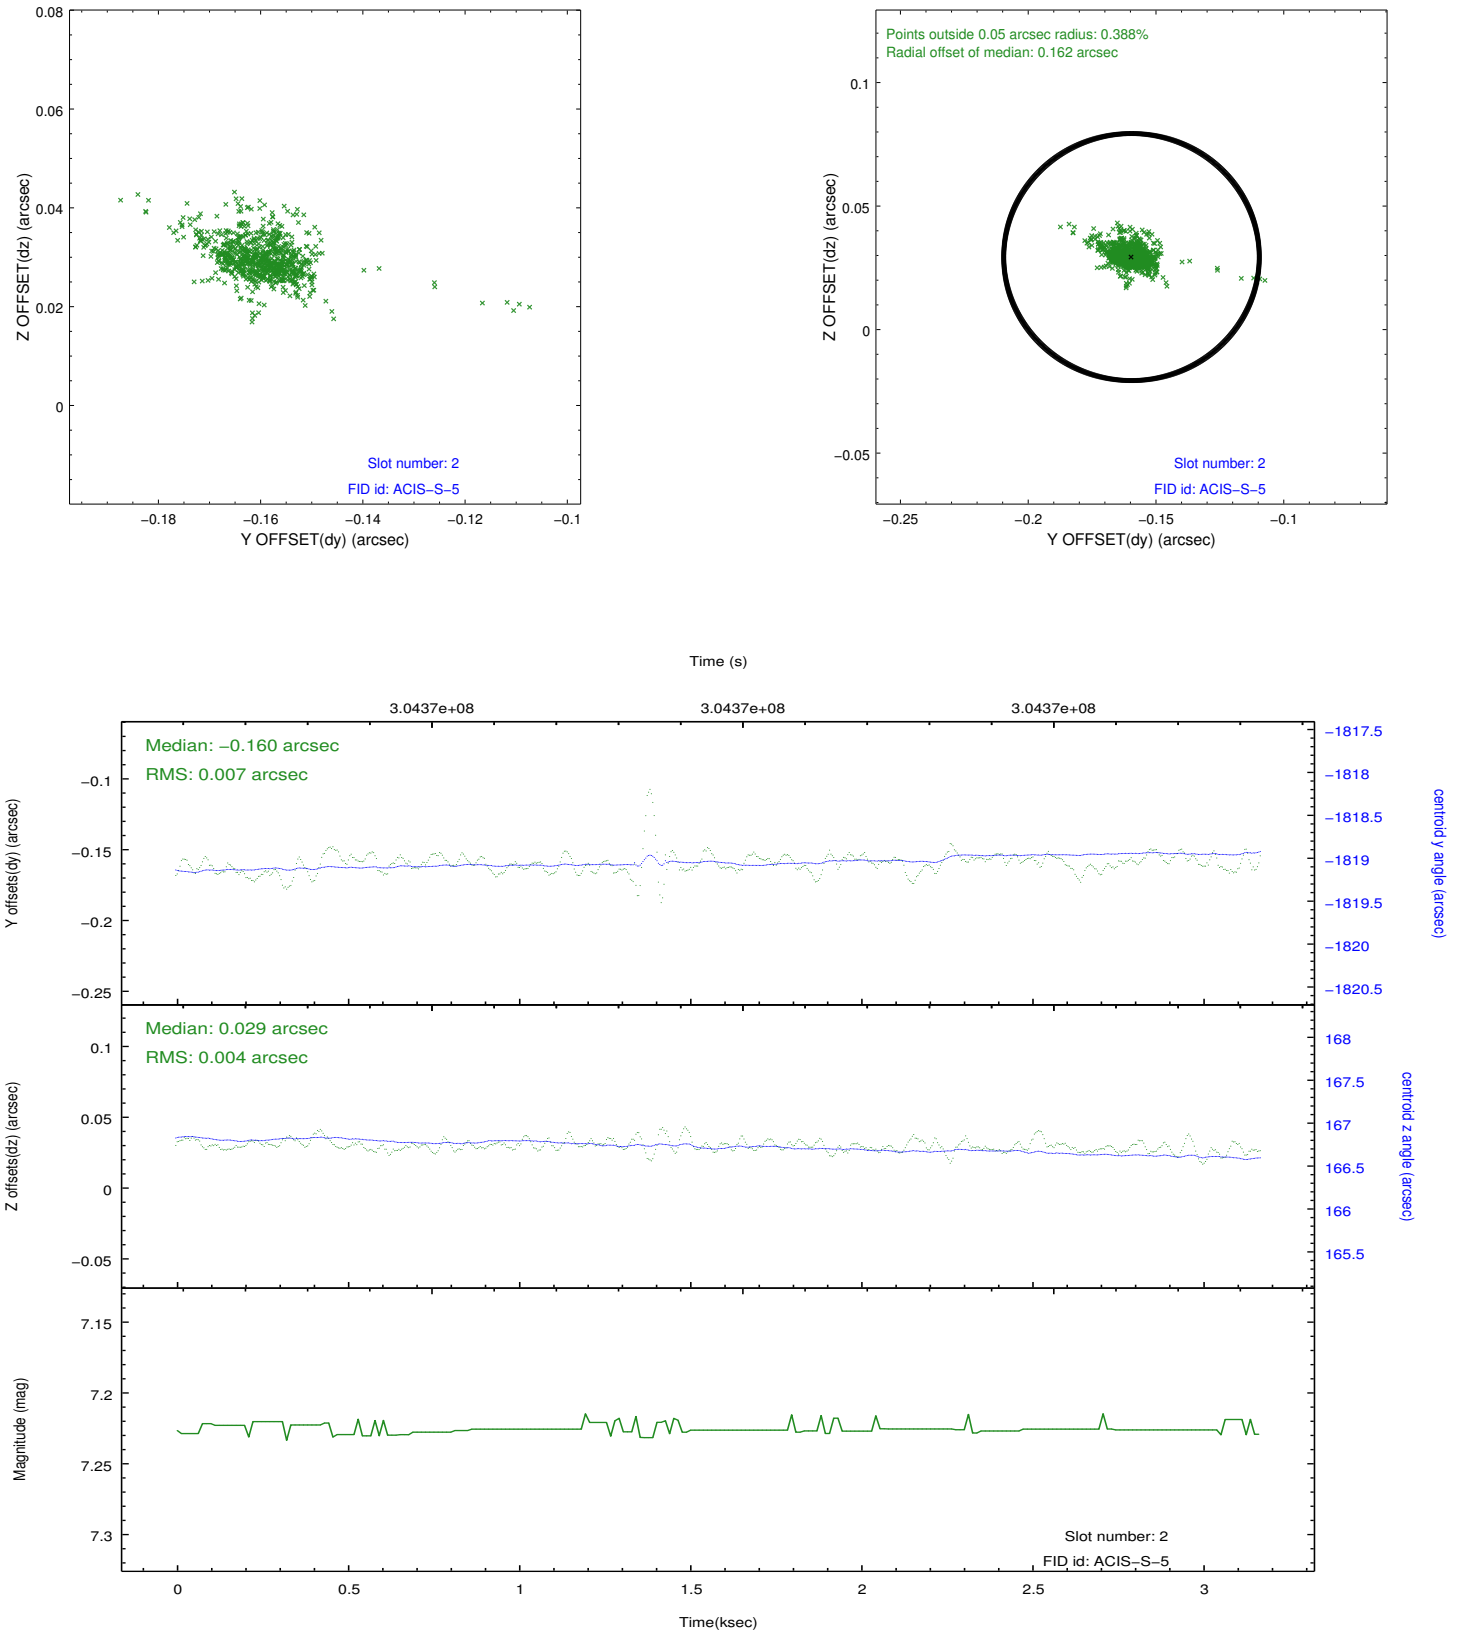 0.08
0.06
0.04
0.02
0
Z OFFSET(dz) (arcsec)
Slot number: 2
FID id: ACIS−S−5
−0.18 −0.16 −0.14 −0.12 −0.1
Y OFFSET(dy) (arcsec)
Points outside 0.05 arcsec radius: 0.388%
Radial offset of median: 0.162 arcsec
0.1
0.05
0
−0.05
Z OFFSET(dz) (arcsec)
Slot number: 2
FID id: ACIS−S−5
−0.25 −0.2 −0.15 −0.1
Y OFFSET(dy) (arcsec)
Time (s)
3.0437e+08 3.0437e+08 3.0437e+08
Median: −0.160 arcsec
RMS: 0.007 arcsec
−0.1
−0.15
−0.2
−0.25
Y offsets(dy) (arcsec)
−1817.5
−1818
−1818.5
−1819
−1819.5
−1820
−1820.5
centroid y angle (arcsec)
Median: 0.029 arcsec
RMS: 0.004 arcsec
0.1
0.05
0
−0.05
Z offsets(dz) (arcsec)
168
167.5
167
166.5
166
165.5
centroid z angle (arcsec)
7.15
7.2
7.25
7.3
Magnitude (mag)
Slot number: 2
FID id: ACIS−S−5
0 0.5 1 1.5 2 2.5 3
Time(ksec)